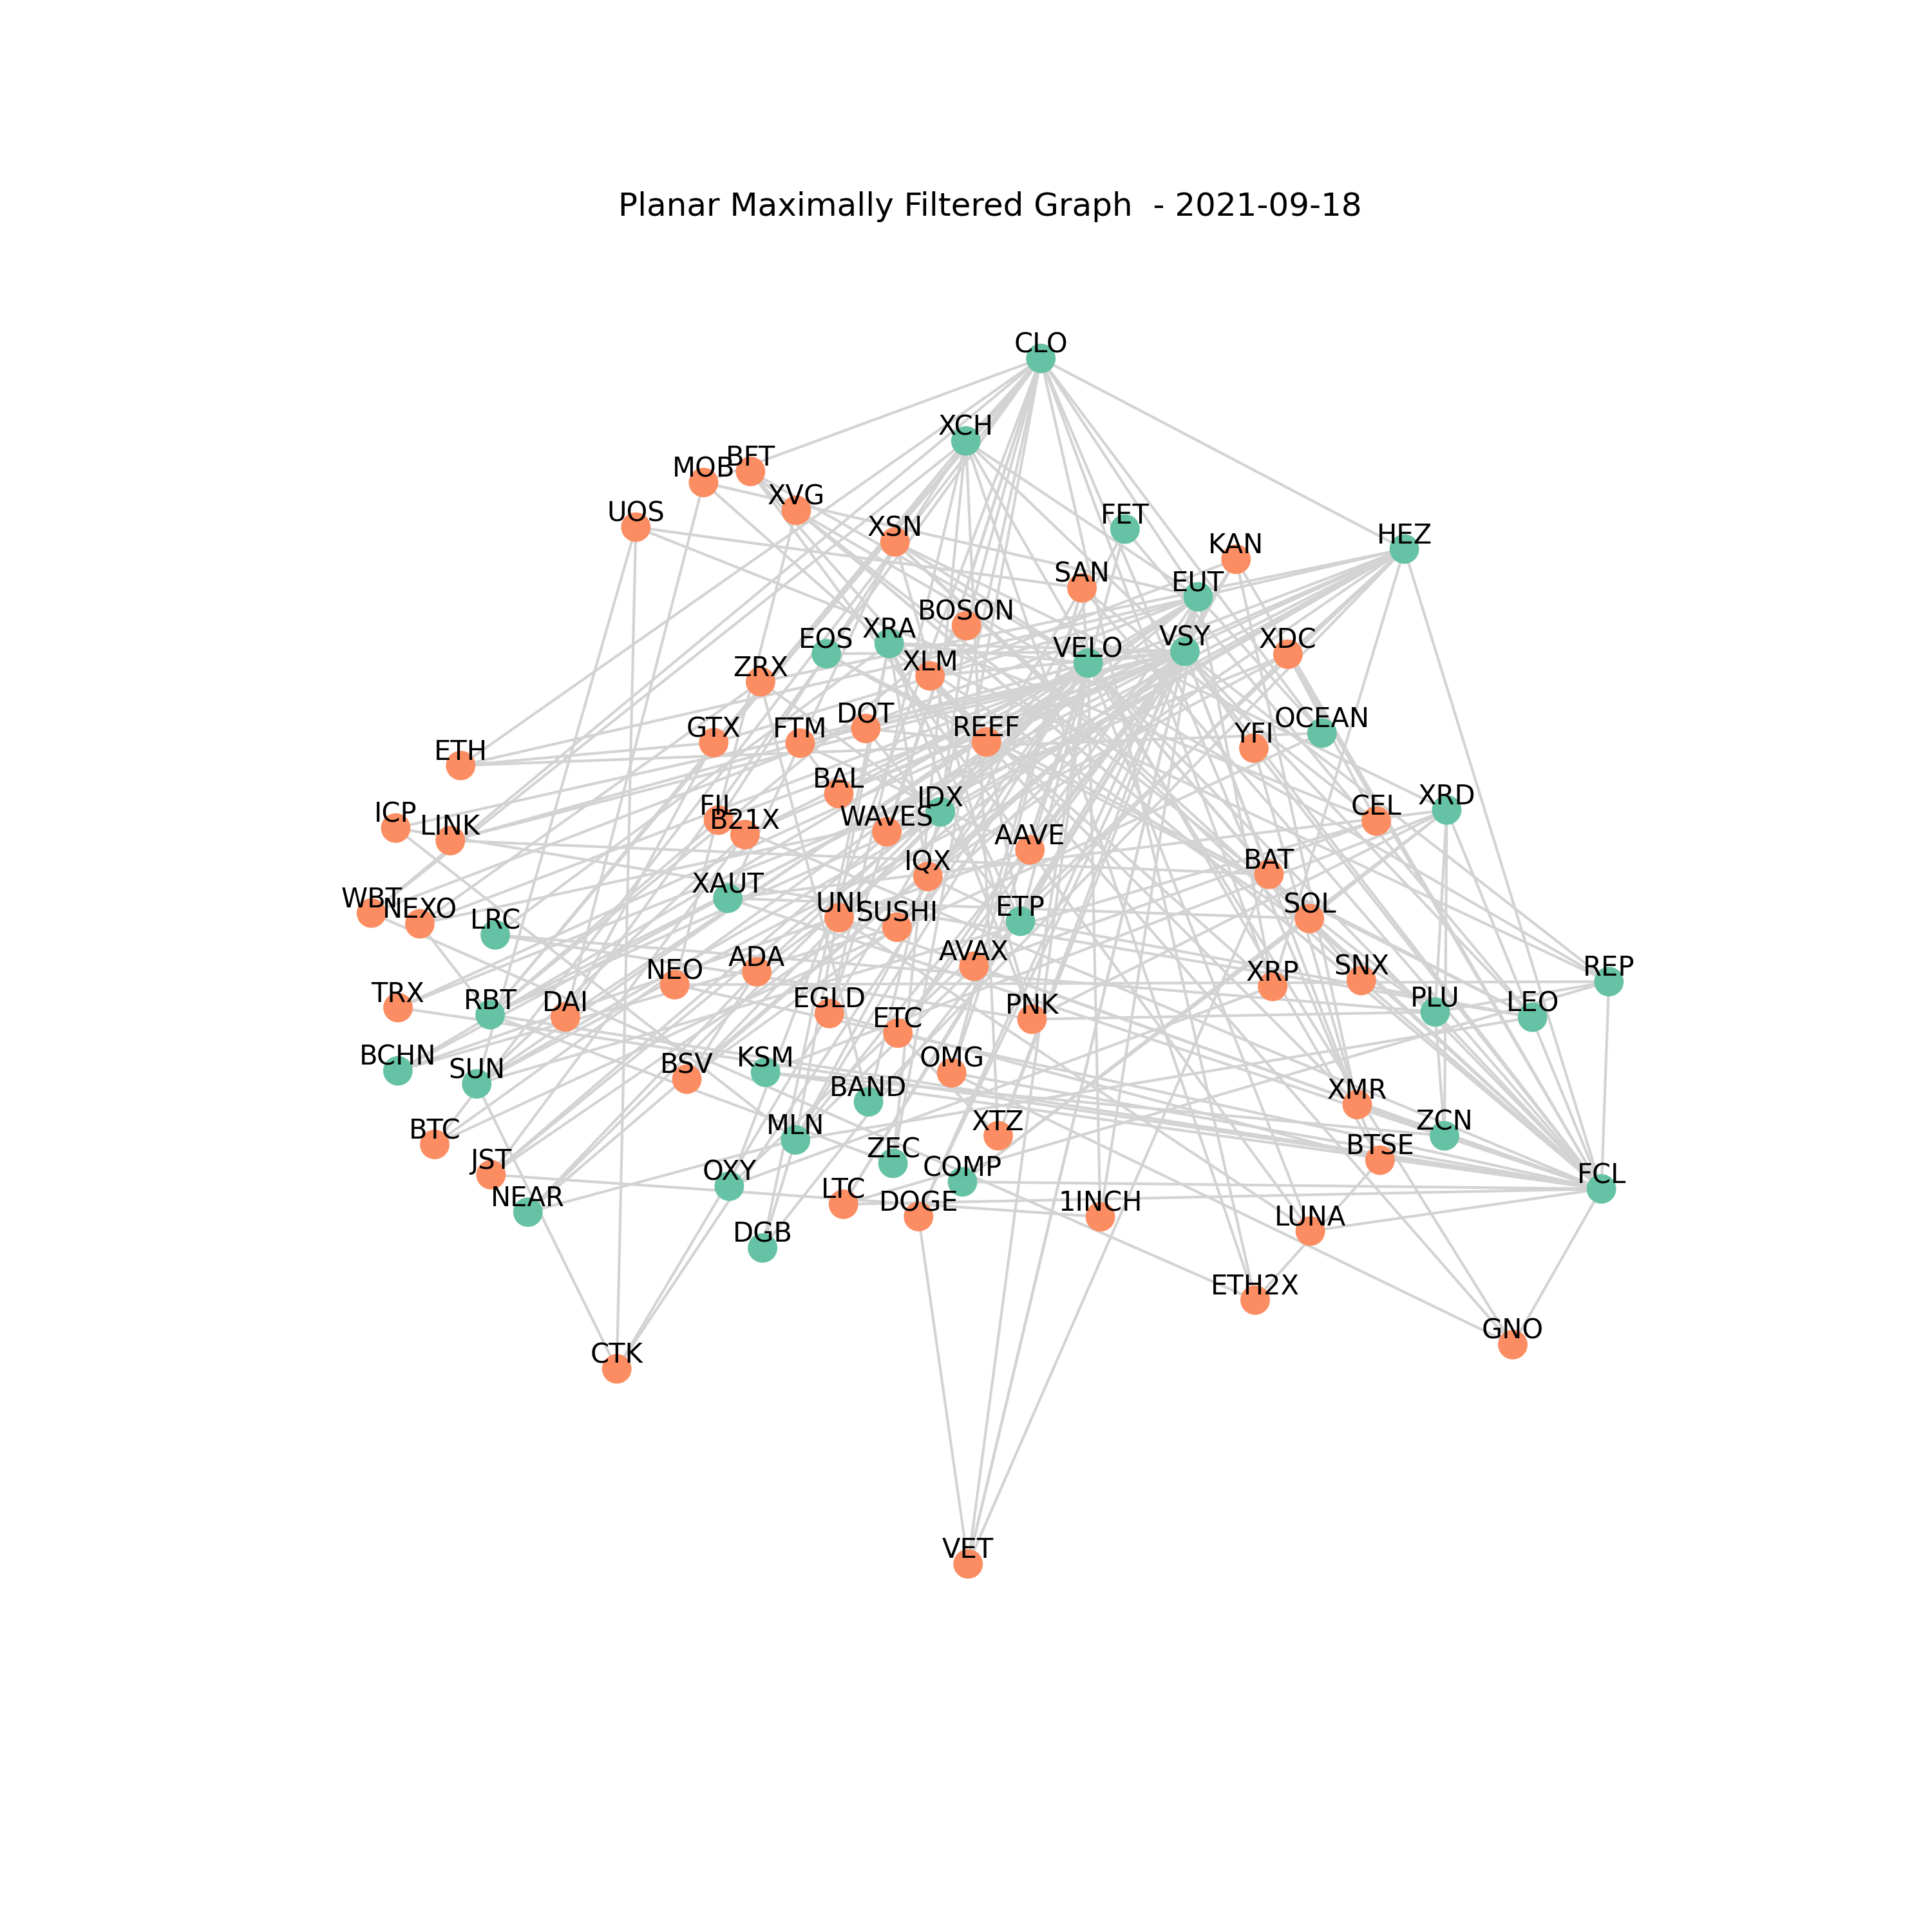 Planar Maximally Filtered Graph  - 2021-09-18
CLO
XCH
BFT
MOB
XVG
UOS
FET
XSN
HEZ
KAN
SAN
EUT
BOSON
XRA
EOS
VSY
XDC
VELO
XLM
ZRX
DOT
OCEAN
GTX
FTM
REEF
YFI
ETH
BAL
IDX
XRD
FIL
CEL
ICP
WAVES
B21X
LINK
AAVE
IQX
BAT
XAUT
WBT
UNI
SOL
ETP
NEXO
SUSHI
LRC
AVAX
ADA
SNX
REP
NEO
XRP
TRX
PLU
EGLD
RBT
DAI
LEO
PNK
ETC
BCHN
KSM
OMG
BSV
SUN
BAND
XMR
ZCN
XTZ
MLN
BTC
BTSE
ZEC
JST
COMP
OXY
FCL
LTC
NEAR
DOGE
1INCH
LUNA
DGB
ETH2X
GNO
CTK
VET